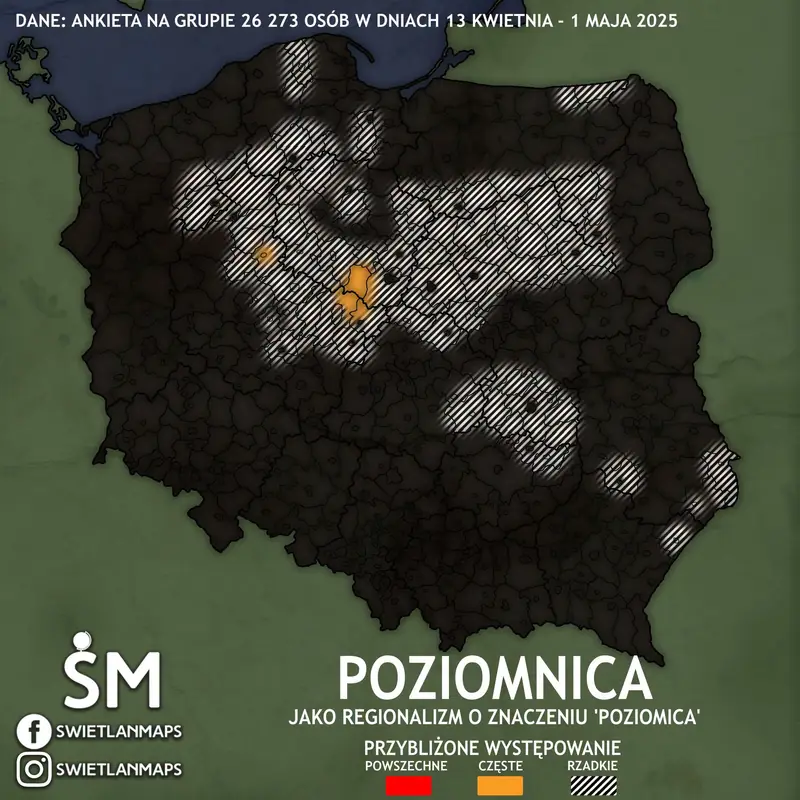 DANE: ANKIETA NA GRUPIE 26 273 OSÓB W DNIACH 13 KWIETNIA - 1 MAJA 2025
ŚM
SWIETLANMAPS
SWIETLANMAPS
POZIOMNICA
JAKO REGIONALIZM O ZNACZENIU 'POZIOMICA'
PRZYBLIŻONE WYSTĘPOWANIE
POWSZECHNE CZĘSTE RZADKIE